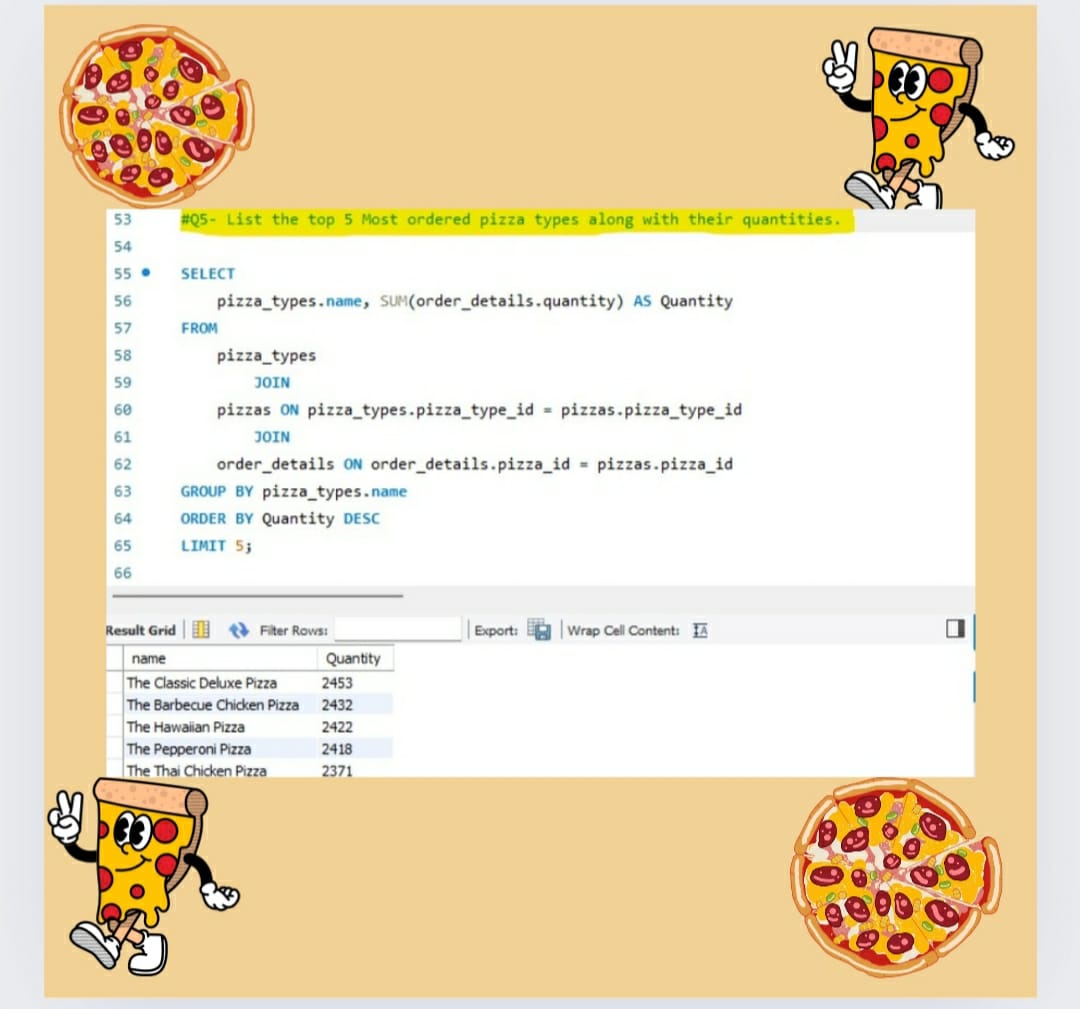 53 #Q5- List the top 5 Most ordered pizza types along with their quantities.
54
55 SELECT
56 pizza_types.name, SUM(order_details.quantity) AS Quantity
57 FROM
58 pizza_types
59 JOIN
60 pizzas ON pizza_types.pizza_type_id = pizzas.pizza_type_id
61 JOIN
62 order_details ON order_details.pizza_id = pizzas.pizza_id
63 GROUP BY pizza_types.name
64 ORDER BY Quantity DESC
65 LIMIT 5;
66
Result Grid Filter Rows: Export: Wrap Cell Content: IA
name Quantity
The Classic Deluxe Pizza 2453
The Barbecue Chicken Pizza 2432
The Hawaiian Pizza 2422
The Pepperoni Pizza 2418
The Thai Chicken Pizza 2371